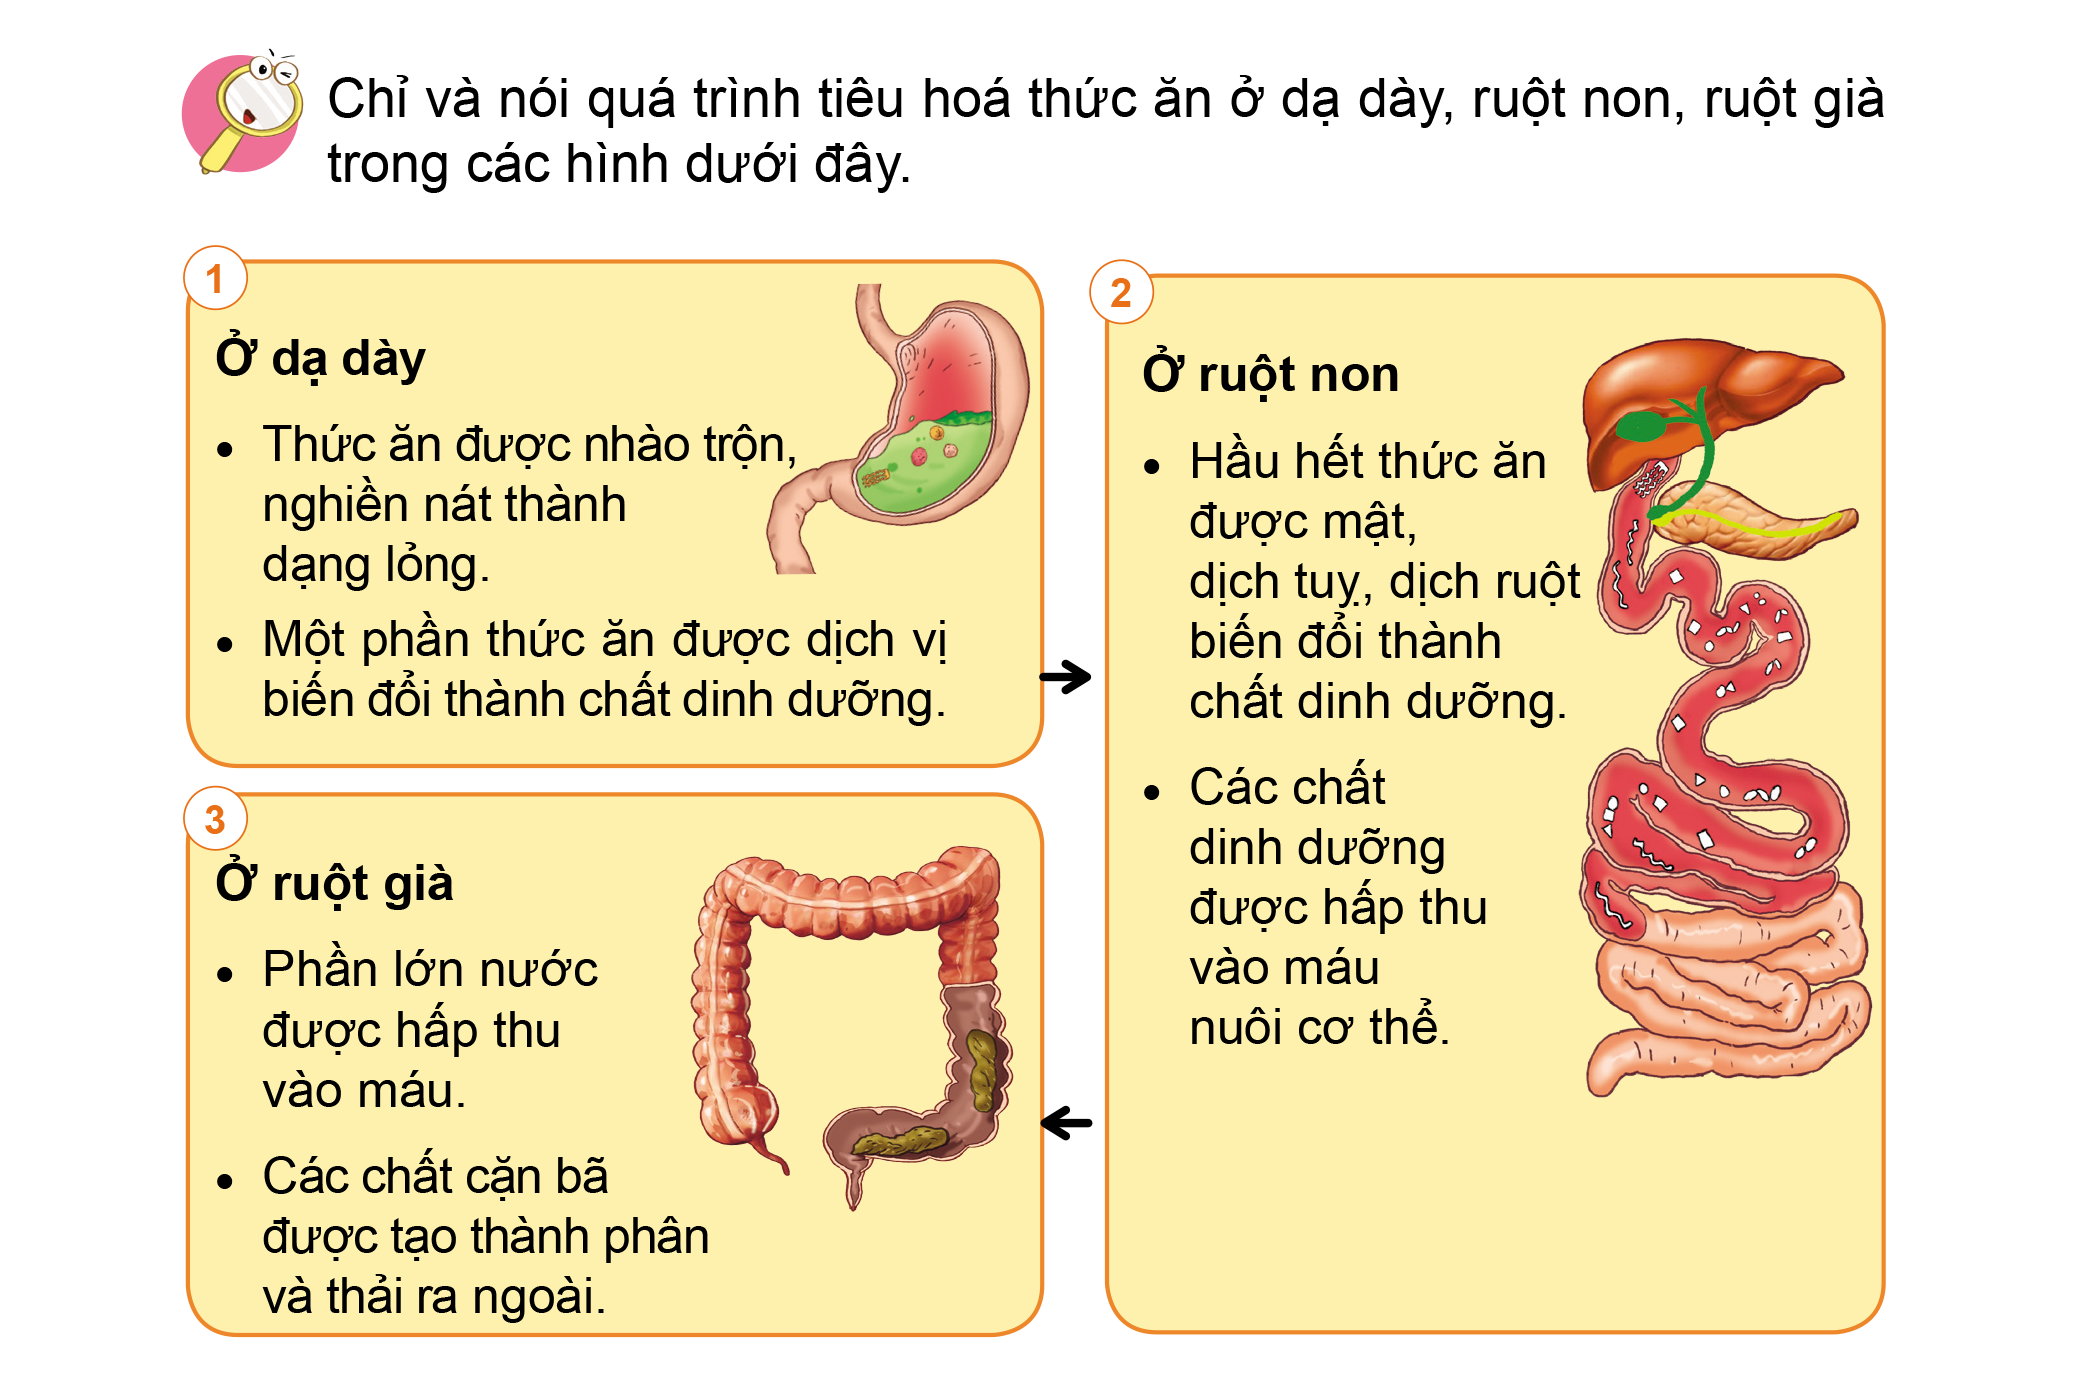 Chỉ và nói quá trình tiêu hoá thức ăn ở dạ dày, ruột non, ruột già
trong các hình dưới đây.
1
Ở dạ dày
• Thức ăn được nhào trộn,
nghiền nát thành
dạng lỏng.
• Một phần thức ăn được dịch vị
biến đổi thành chất dinh dưỡng.
2
Ở ruột non
• Hầu hết thức ăn
được mật,
dịch tuỵ, dịch ruột
biến đổi thành
chất dinh dưỡng.
• Các chất
dinh dưỡng
được hấp thu
vào máu
nuôi cơ thể.
3
Ở ruột già
• Phần lớn nước
được hấp thu
vào máu.
• Các chất cặn bã
được tạo thành phân
và thải ra ngoài.